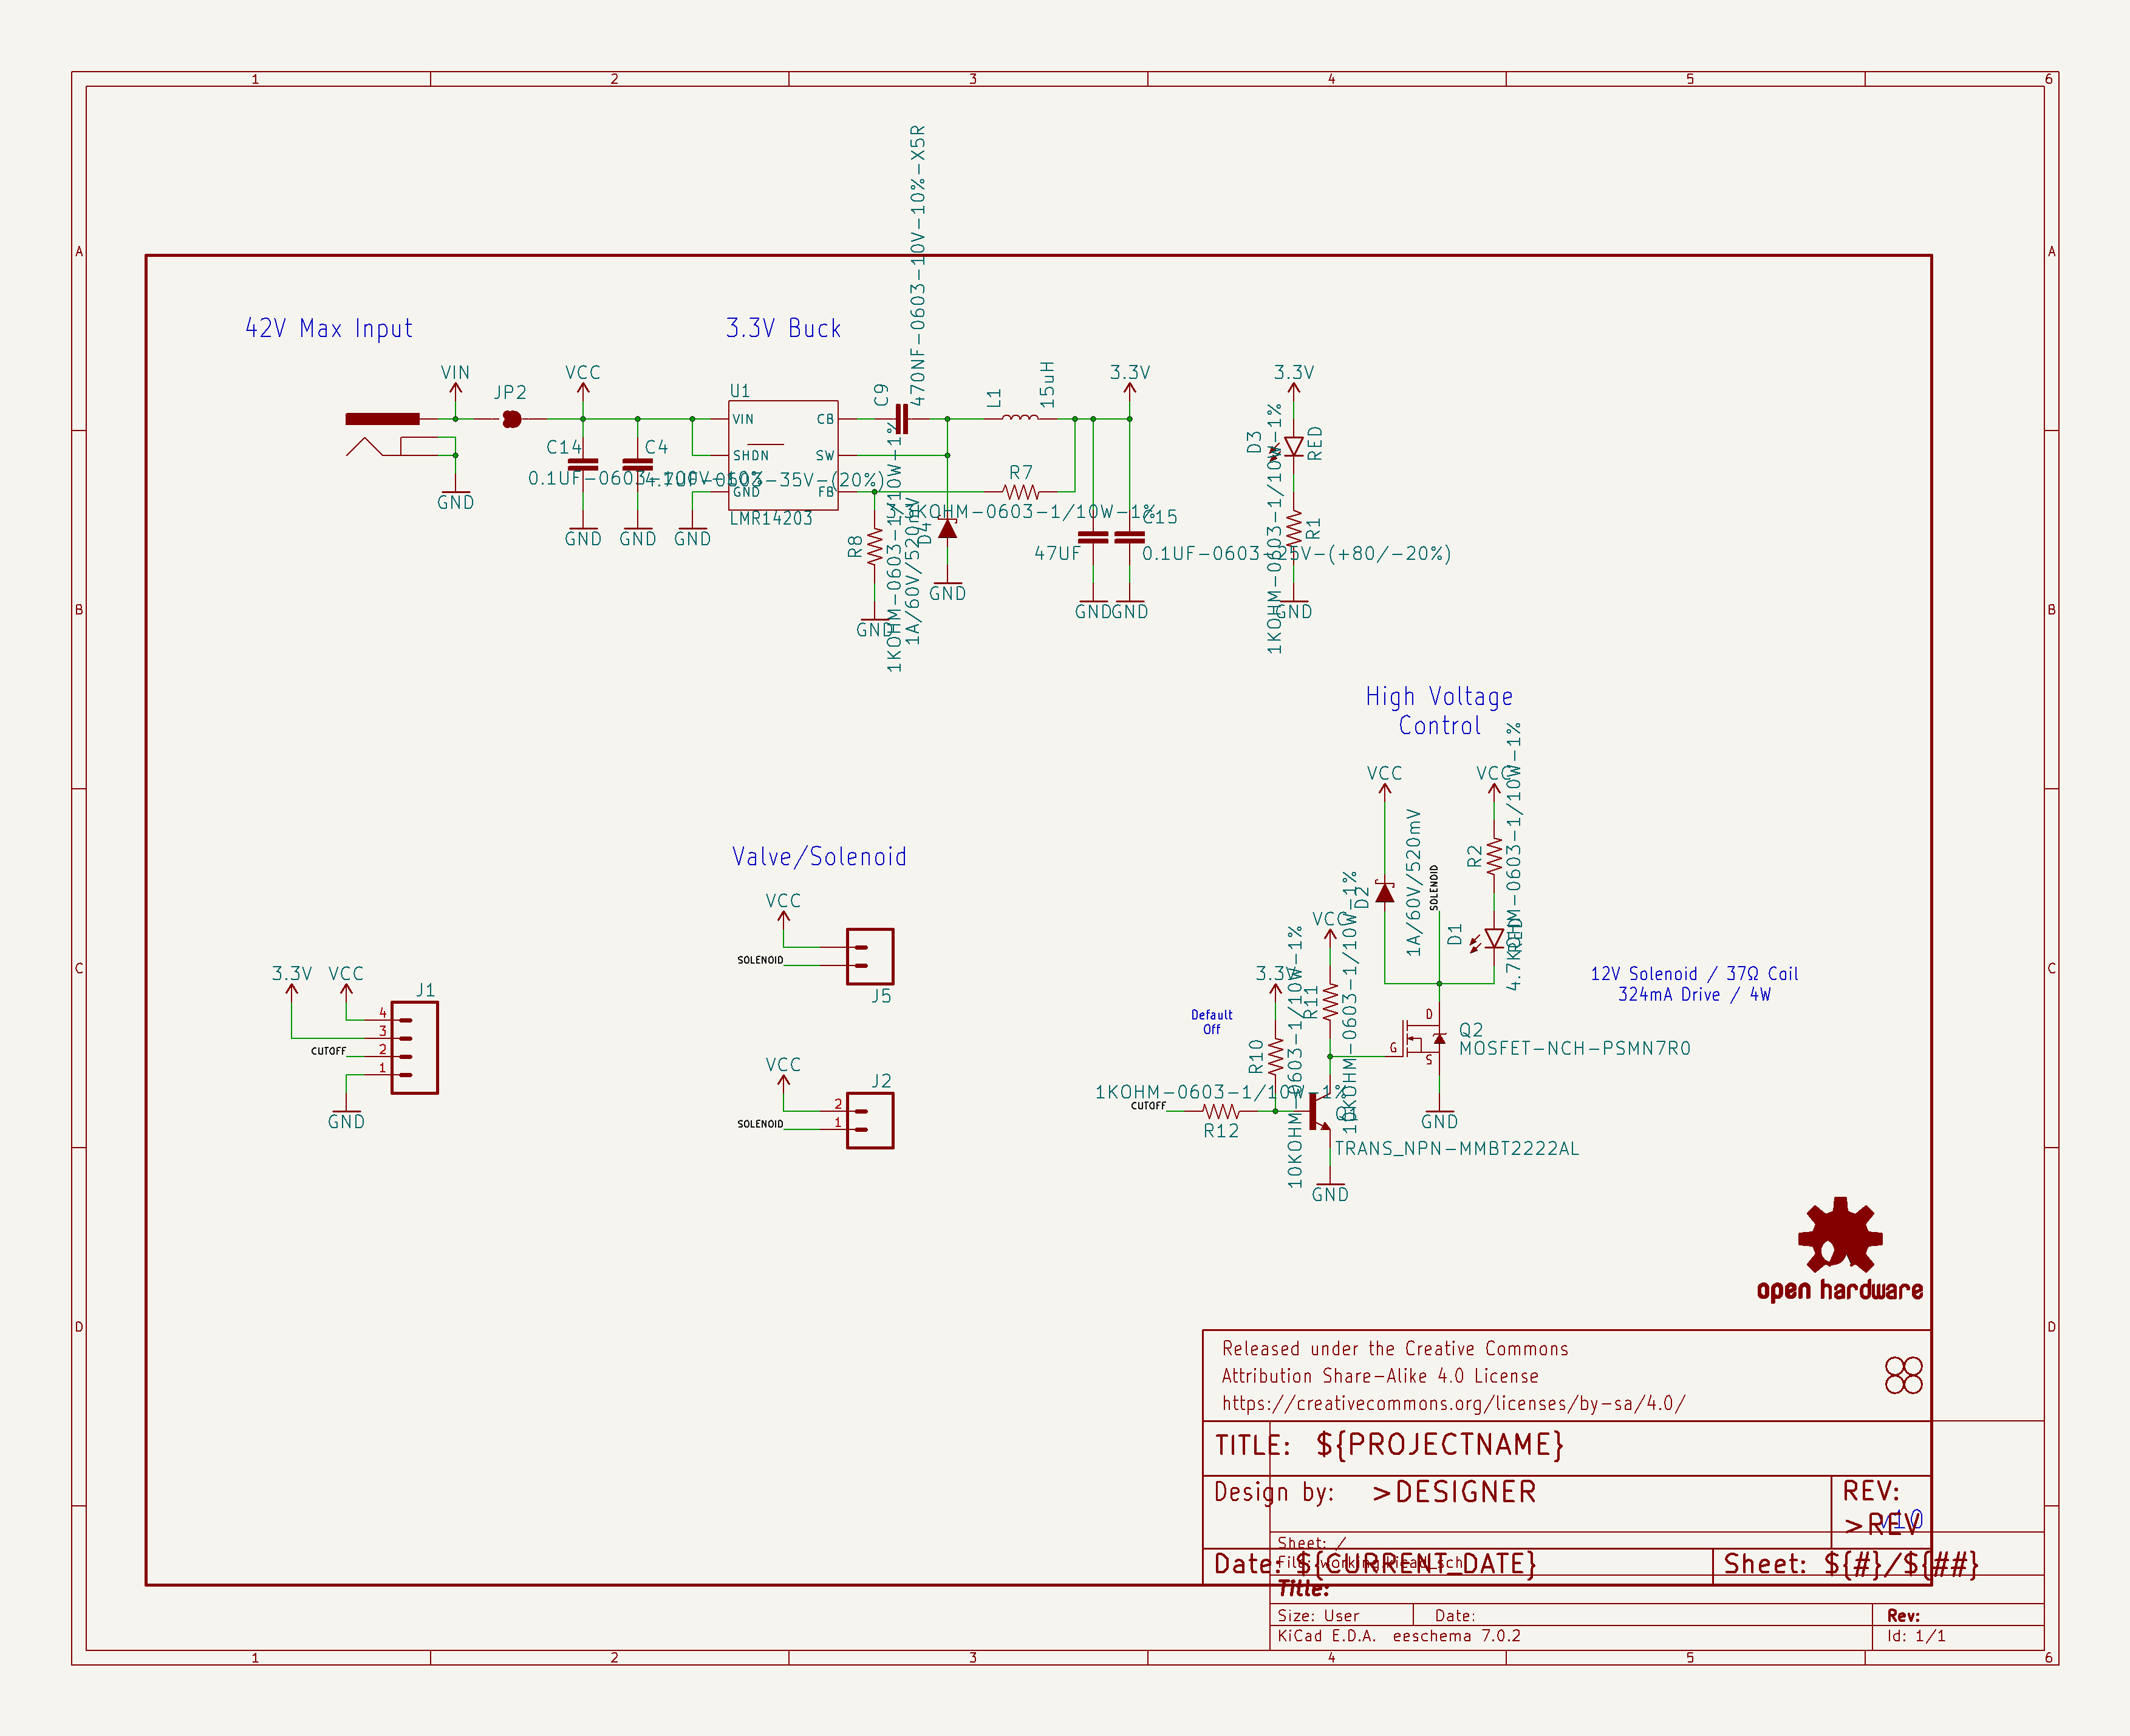 1 2 3 4 5 6
A A
42V Max Input
3.3V Buck
VIN
JP2
VCC
GND
C14
0.1UF-0603-100V-10%
GND
C4
4.7UF-0603-35V-(20%)
GND
GND
U1
VIN
SHDN
GND
CB
SW
FB
LMR14203
C9
470NF-0603-10V-10%-X5R
L1
15uH
R7
3.3KOHM-0603-1/10W-1%
R8
1KOHM-0603-1/10W-1%
GND
D4
1A/60V/520mV
GND
3.3V
47UF
GND
C15
0.1UF-0603-25V-(+80/-20%)
GND
3.3V
D3
RED
R1
1KOHM-0603-1/10W-1%
GND
B B
High Voltage
Control
VCC
D2
1A/60V/520mV
SOLENOID
VCC
R2
4.7KOHM-0603-1/10W-1%
D1
RED
12V Solenoid / 37Ω Coil
324mA Drive / 4W
VCC
R11
10KOHM-0603-1/10W-1%
3.3V
R10
10KOHM-0603-1/10W-1%
Default
Off
D
G
S
Q2
MOSFET-NCH-PSMN7R0
GND
1KOHM-0603-1/10W-1%
CUTOFF
R12
Q1
TRANS_NPN-MMBT2222AL
GND
Valve/Solenoid
VCC
SOLENOID
J5
VCC
SOLENOID
J2
2
1
C C
3.3V
VCC
J1
4
3
2
1
CUTOFF
GND
open hardware
D D
Released under the Creative Commons
Attribution Share-Alike 4.0 License
https://creativecommons.org/licenses/by-sa/4.0/
TITLE: ${PROJECTNAME}
Design by: >DESIGNER
REV:
>REV
v10
Date: ${CURRENT_DATE}
Sheet: ${#}/${##}
Sheet: /
File: working.kicad_sch
Title:
Size: User
Date:
Rev:
KiCad E.D.A. eeschema 7.0.2
Id: 1/1
1 2 3 4 5 6